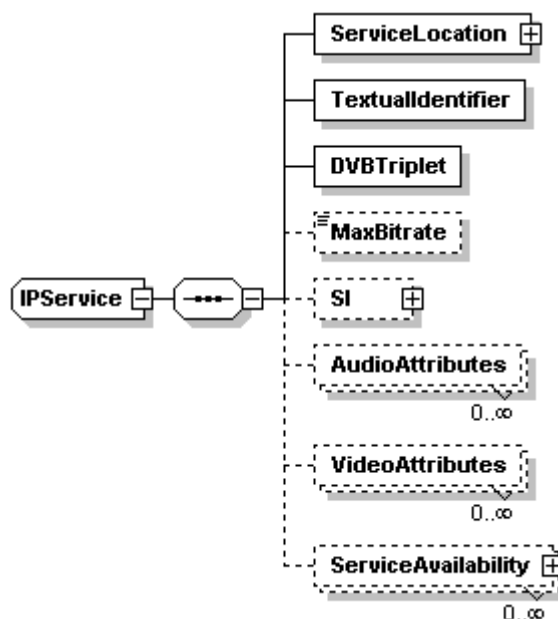 ServiceLocation
TextualIdentifier
DVBTriplet
MaxBitrate
IPService
SI
AudioAttributes
0..∞
VideoAttributes
0..∞
ServiceAvailability
0..∞